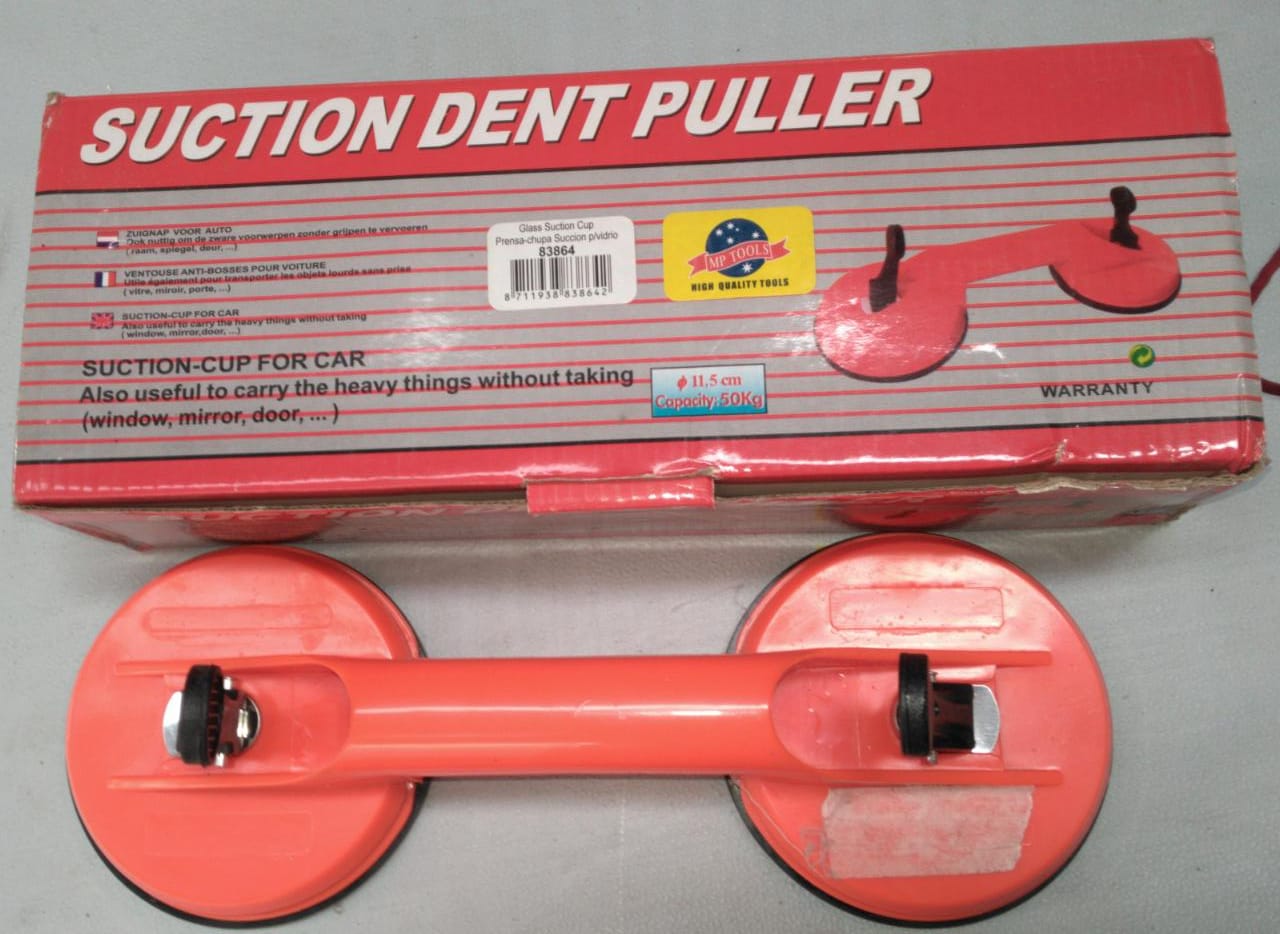 SUCTION DENT PULLER
ZUIGNAP VOOR AUTO
Ook nuttig om de zware voorwerpen zonder grijpen te vervoeren
(raam, spiegel, deur, ...)
VENTOUSE ANTI-BOSSES POUR VOITURE
Utile également pour transporter les objets lourds sans prise
( vitre, miroir, porte, ...)
SUCTION-CUP FOR CAR
Also useful to carry the heavy things without taking
( window, mirror,door, ...)
SUCTION-CUP FOR CAR
Also useful to carry the heavy things without taking
(window, mirror, door, ... )
Glass Suction Cup
Prensa-chupa Succion p/vidrio
83864
8 711938 838642
MP TOOLS
HIGH QUALITY TOOLS
ϕ 11,5 cm
Capacity: 50Kg
WARRANTY